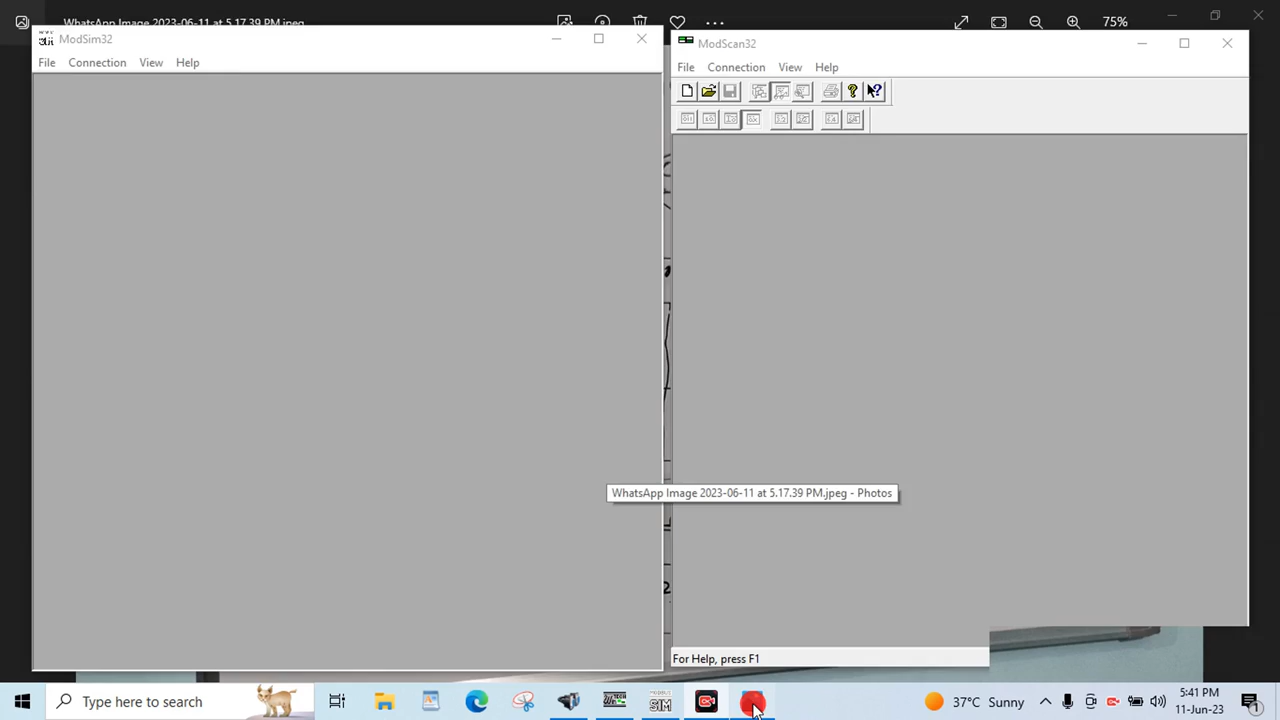 WhatsApp Image 2023-06-11 at 5.17.39 PM.jpeg
75%
ModSim32
File Connection View Help
ModScan32
File Connection View Help
WhatsApp Image 2023-06-11 at 5.17.39 PM.jpeg - Photos
For Help, press F1
Type here to search
37°C Sunny
5:41 PM
11-Jun-23